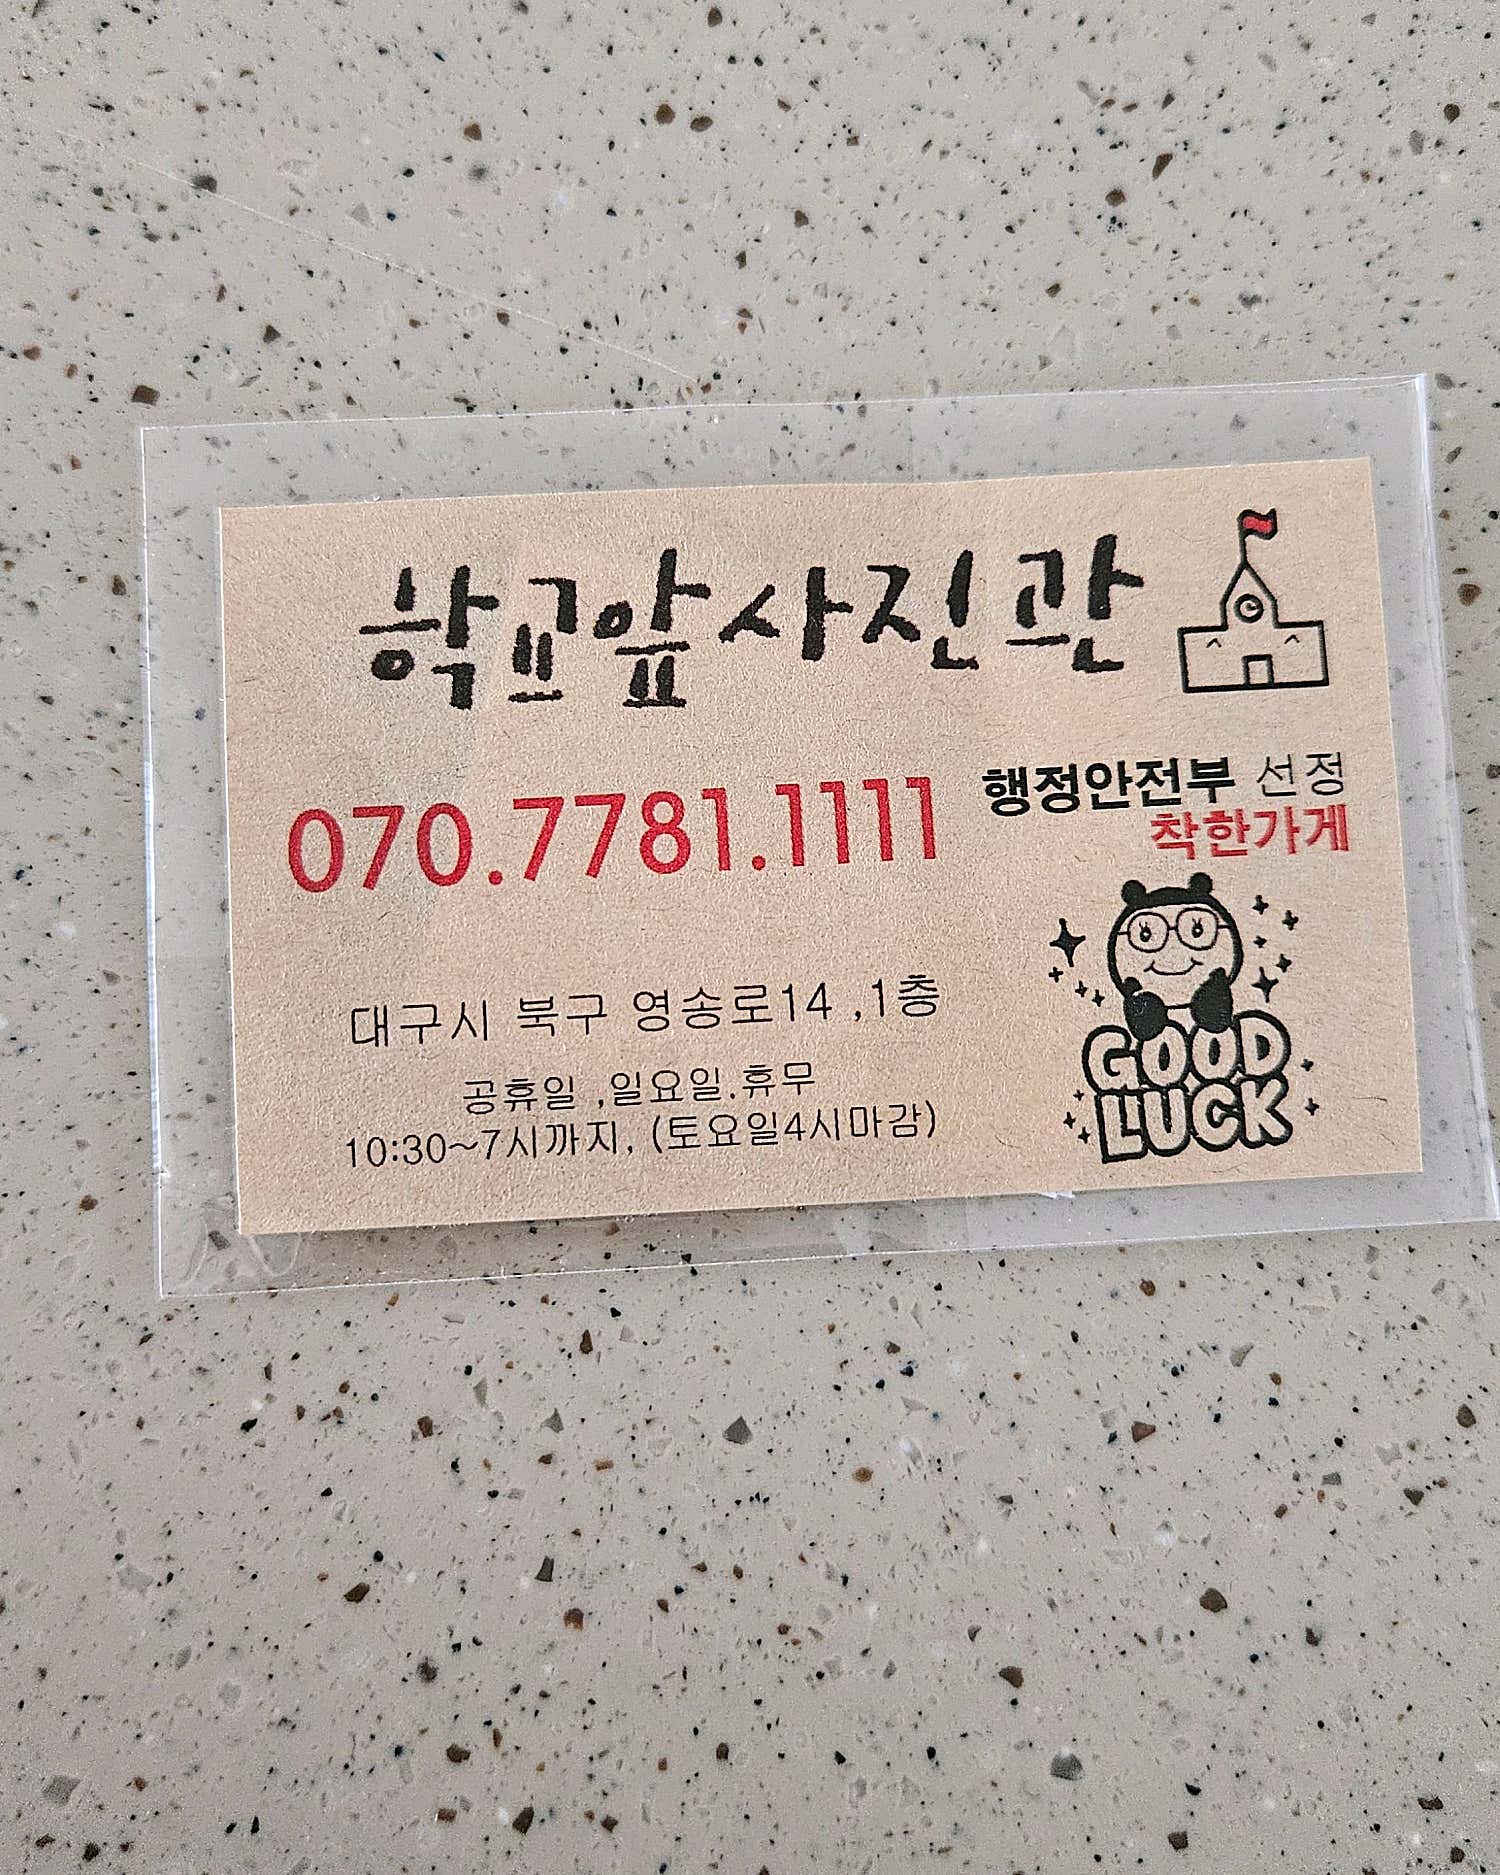 학교앞사진관
070.7781.1111
행정안전부 선정
착한가게
대구시 북구 영송로14 ,1층
공휴일 ,일요일.휴무
10:30~7시까지, (토요일4시마감)
GOOD
LUCK